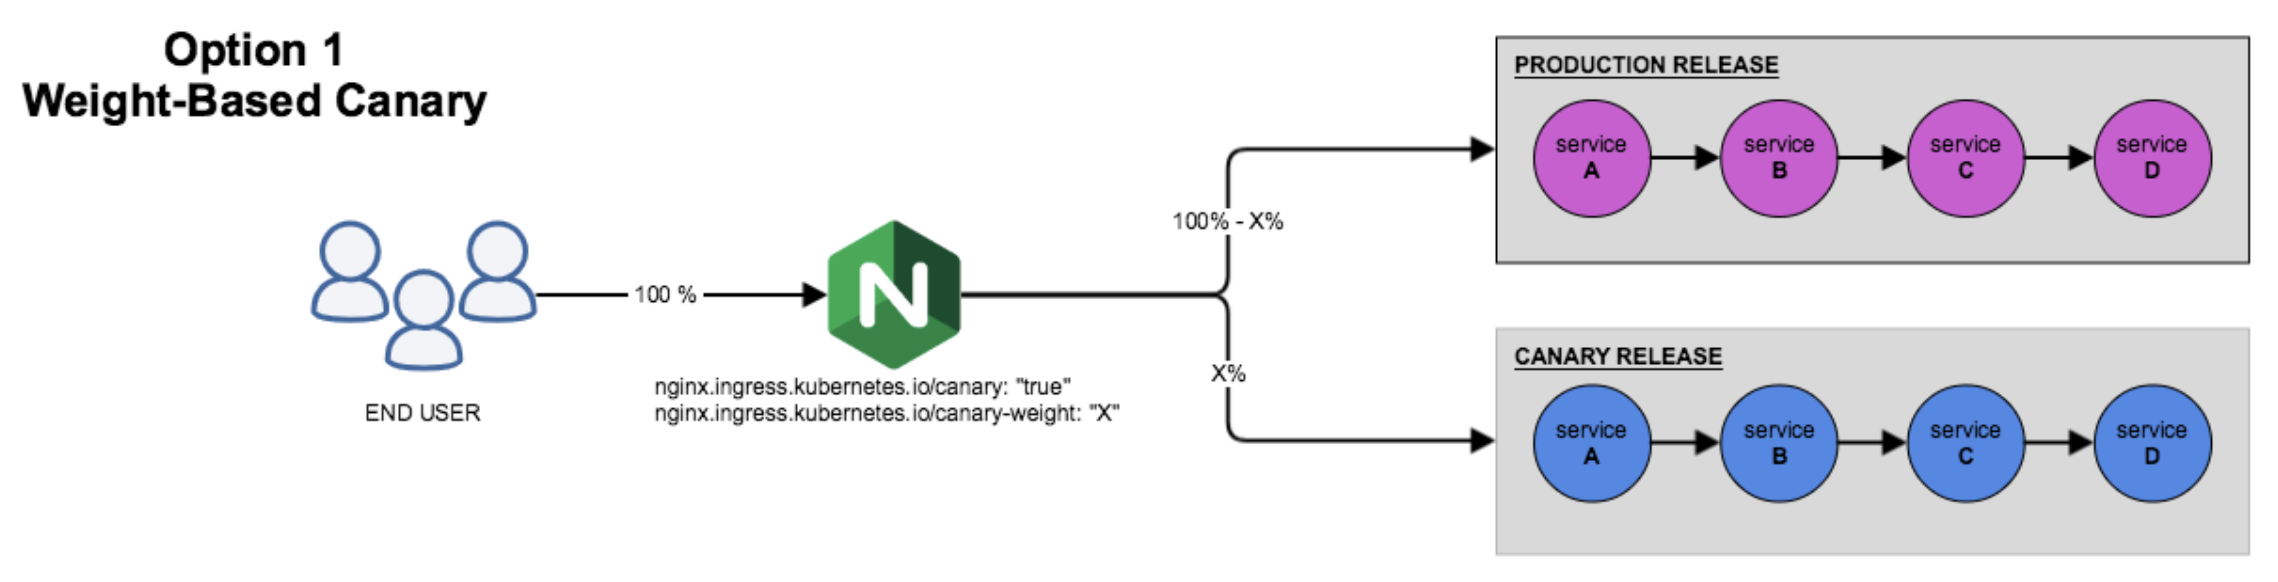 Option 1
Weight-Based Canary
END USER
100 %
N
nginx.ingress.kubernetes.io/canary: "true"
nginx.ingress.kubernetes.io/canary-weight: "X"
100% - X%
X%
PRODUCTION RELEASE
service
A
service
B
service
C
service
D
CANARY RELEASE
service
A
service
B
service
C
service
D